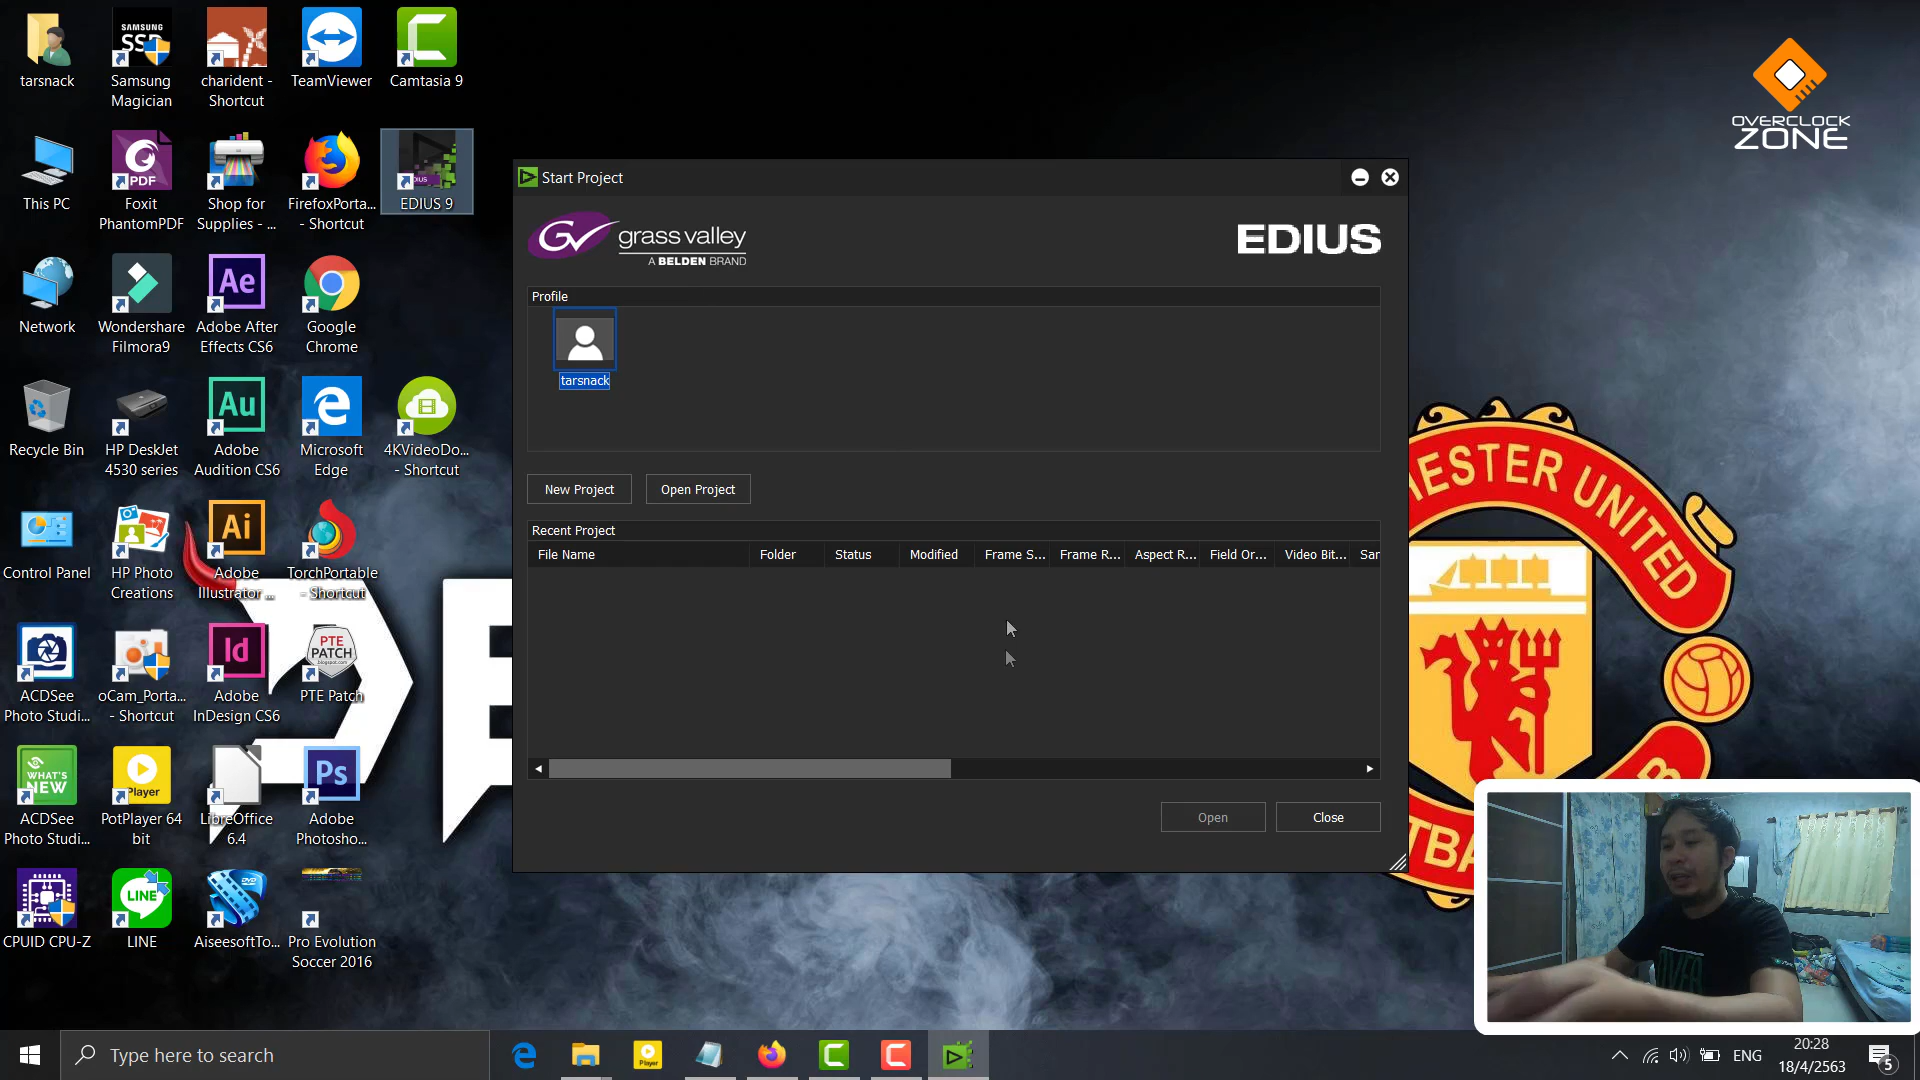 tarsnack
Samsung
Magician
charident -
Shortcut
TeamViewer
Camtasia 9
SAMSUNG
SSD
This PC
PDF
Foxit
PhantomPDF
Shop for
Supplies - ...
FirefoxPorta...
- Shortcut
EDIUS 9
Network
Wondershare
Filmora9
Ae
Adobe After
Effects CS6
Google
Chrome
Recycle Bin
HP DeskJet
4530 series
Au
Adobe
Audition CS6
Microsoft
Edge
4KVideoDo...
- Shortcut
Control Panel
HP Photo
Creations
Ai
Adobe
Illustrator ...
TorchPortable
- Shortcut
ACDSee
Photo Studi...
oCam_Porta...
- Shortcut
Id
Adobe
InDesign CS6
PTE
PATCH
PTE Patch
WHAT'S
NEW
ACDSee
Photo Studi...
Player
PotPlayer 64
bit
LibreOffice
6.4
Ps
Adobe
Photosho...
CPUID CPU-Z
LINE
LINE
DVD
AiseesoftTo...
Pro Evolution
Soccer 2016
OVERCLOCK
ZONE
Start Project
GV grass valley
A BELDEN BRAND
EDIUS
Profile
tarsnack
New Project
Open Project
Recent Project
File Name
Folder
Status
Modified
Frame S...
Frame R...
Aspect R...
Field Or...
Video Bit...
Sar
Open
Close
HESTER UNITED
TBA
Type here to search
Player
ENG
20:28
18/4/2563
5